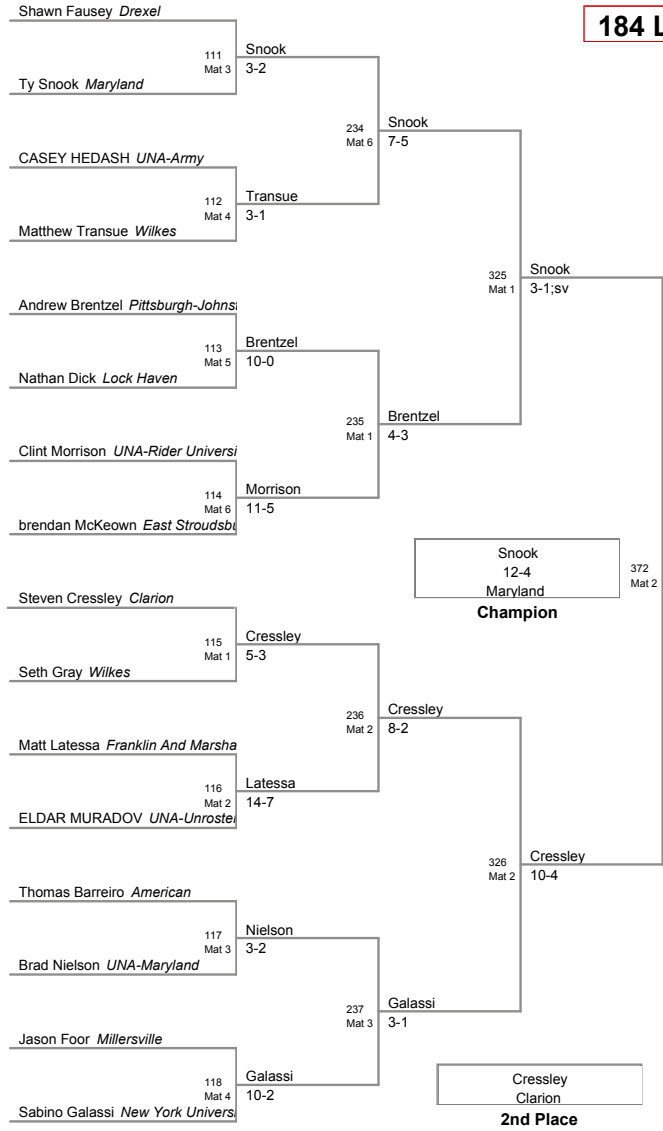 184 L
Shawn Fausey Drexel
111
Mat 3
Snook
3-2
Ty Snook Maryland
234
Mat 6
Snook
7-5
CASEY HEDASH UNA-Army
112
Mat 4
Transue
3-1
Matthew Transue Wilkes
325
Mat 1
Snook
3-1;sv
Andrew Brentzel Pittsburgh-Johnst
113
Mat 5
Brentzel
10-0
Nathan Dick Lock Haven
235
Mat 1
Brentzel
4-3
Clint Morrison UNA-Rider Universi
114
Mat 6
Morrison
11-5
brendan McKeown East Stroudsbu
Snook
12-4
Maryland
Champion
372
Mat 2
Steven Cressley Clarion
115
Mat 1
Cressley
5-3
Seth Gray Wilkes
236
Mat 2
Cressley
8-2
Matt Latessa Franklin And Marsha
116
Mat 2
Latessa
14-7
ELDAR MURADOV UNA-Unroste
326
Mat 2
Cressley
10-4
Thomas Barreiro American
117
Mat 3
Nielson
3-2
Brad Nielson UNA-Maryland
237
Mat 3
Galassi
3-1
Jason Foor Millersville
118
Mat 4
Galassi
10-2
Sabino Galassi New York Univers
Cressley
Clarion
2nd Place